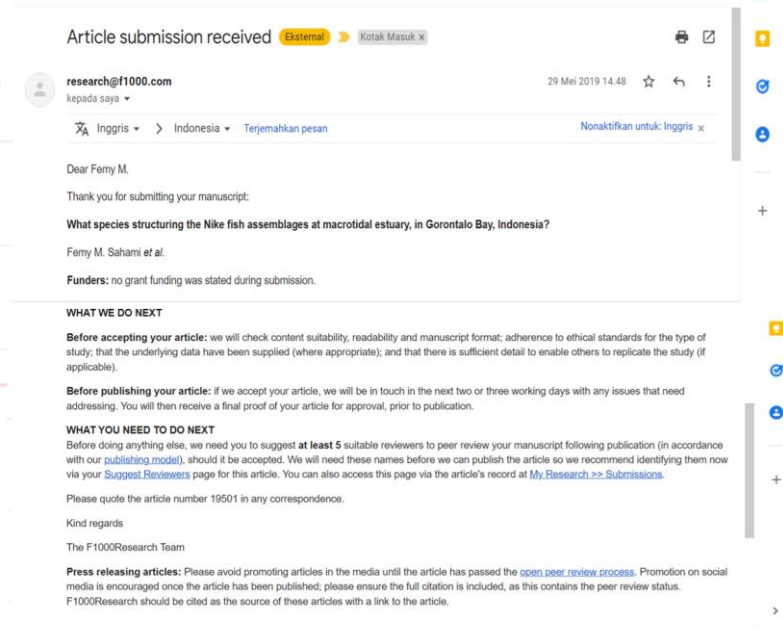 Article submission received Eksternal Kotak Masuk x
research@f1000.com 29 Mei 2019 14.48
kepada saya
Inggris > Indonesia Terjemahkan pesan Nonaktifkan untuk: Inggris x
Dear Femy M.
Thank you for submitting your manuscript:
What species structuring the Nike fish assemblages at macrotidal estuary, in Gorontalo Bay, Indonesia?
Femy M. Sahami et al.
Funders: no grant funding was stated during submission.
WHAT WE DO NEXT
Before accepting your article: we will check content suitability, readability and manuscript format; adherence to ethical standards for the type of
study; that the underlying data have been supplied (where appropriate); and that there is sufficient detail to enable others to replicate the study (if
applicable).
Before publishing your article: if we accept your article, we will be in touch in the next two or three working days with any issues that need
addressing. You will then receive a final proof of your article for approval, prior to publication.
WHAT YOU NEED TO DO NEXT
Before doing anything else, we need you to suggest at least 5 suitable reviewers to peer review your manuscript following publication (in accordance
with our publishing model), should it be accepted. We will need these names before we can publish the article so we recommend identifying them now
via your Suggest Reviewers page for this article. You can also access this page via the article's record at My Research >> Submissions.
Please quote the article number 19501 in any correspondence.
Kind regards
The F1000Research Team
Press releasing articles: Please avoid promoting articles in the media until the article has passed the open peer review process. Promotion on social
media is encouraged once the article has been published; please ensure the full citation is included, as this contains the peer review status.
F1000Research should be cited as the source of these articles with a link to the article.